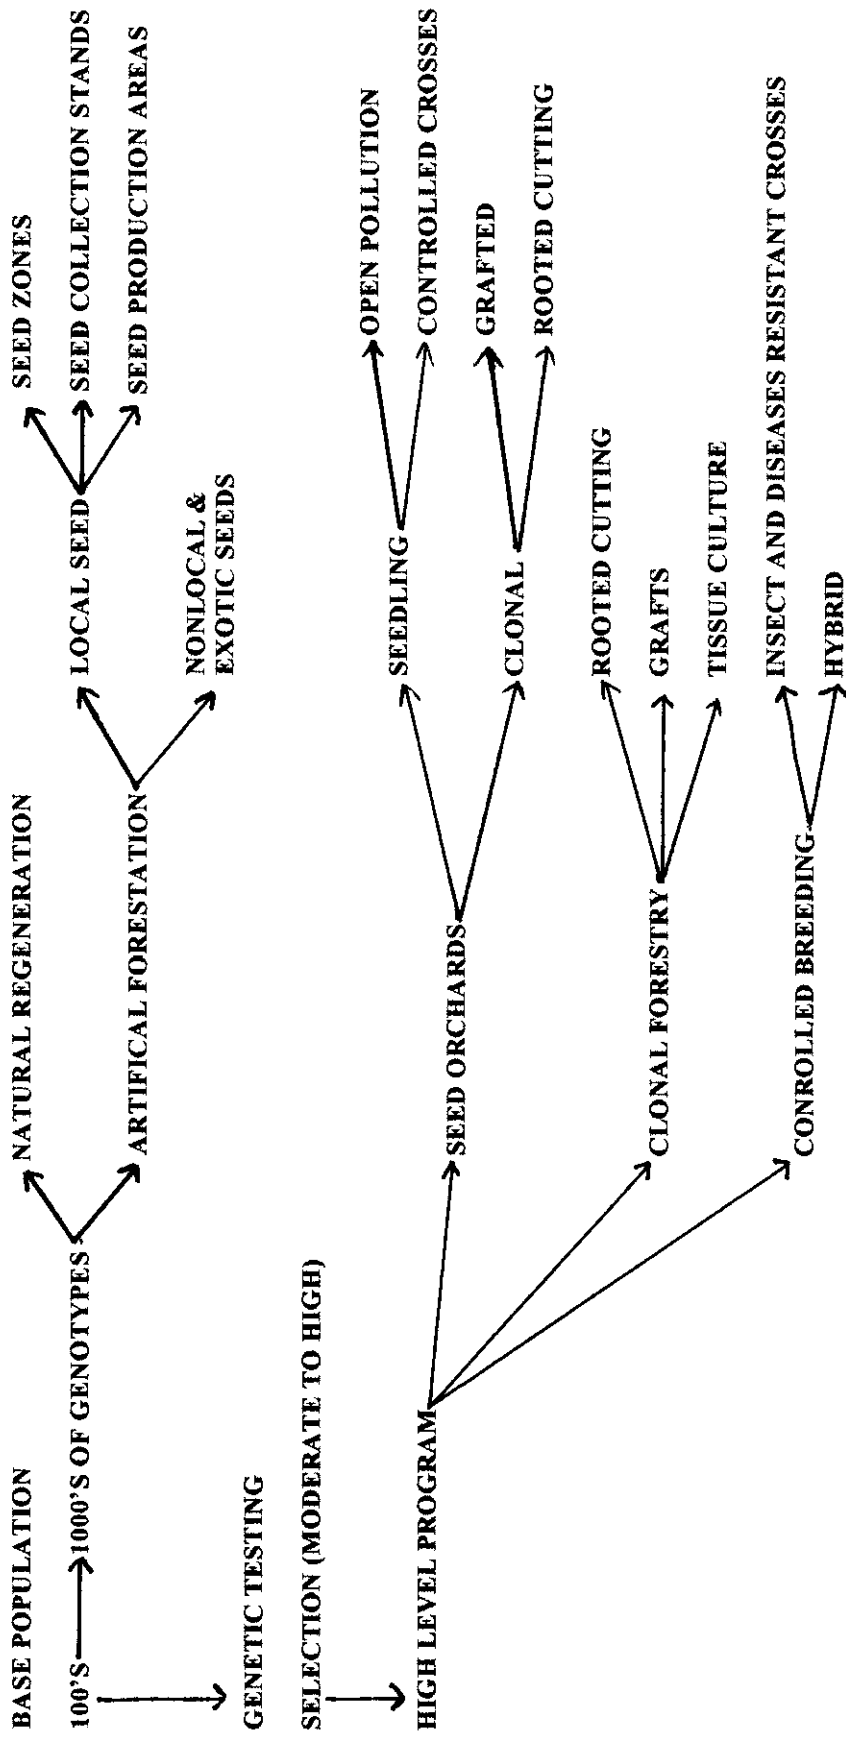 BASE POPULATION
100'S
1000'S OF GENOTYPES
NATURAL REGENERATION
ARTIFICAL FORESTATION
LOCAL SEED
NONLOCAL &
EXOTIC SEEDS
SEED ZONES
SEED COLLECTION STANDS
SEED PRODUCTION AREAS
GENETIC TESTING
SELECTION (MODERATE TO HIGH)
HIGH LEVEL PROGRAM
SEED ORCHARDS
SEEDLING
OPEN POLLUTION
CONTROLLED CROSSES
CLONAL
GRAFTED
ROOTED CUTTING
CLONAL FORESTRY
ROOTED CUTTING
GRAFTS
TISSUE CULTURE
CONROLLED BREEDING
INSECT AND DISEASES RESISTANT CROSSES
HYBRID